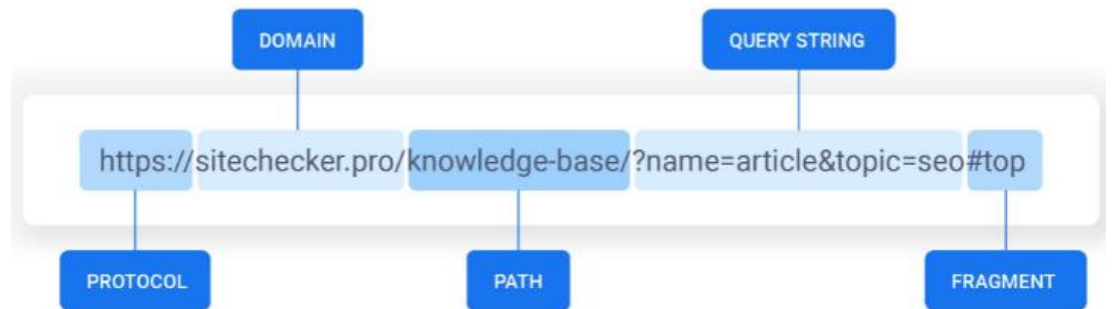 DOMAIN QUERY STRING
https://sitechecker.pro/knowledge-base/?name=article&topic=seo#top
PROTOCOL PATH FRAGMENT